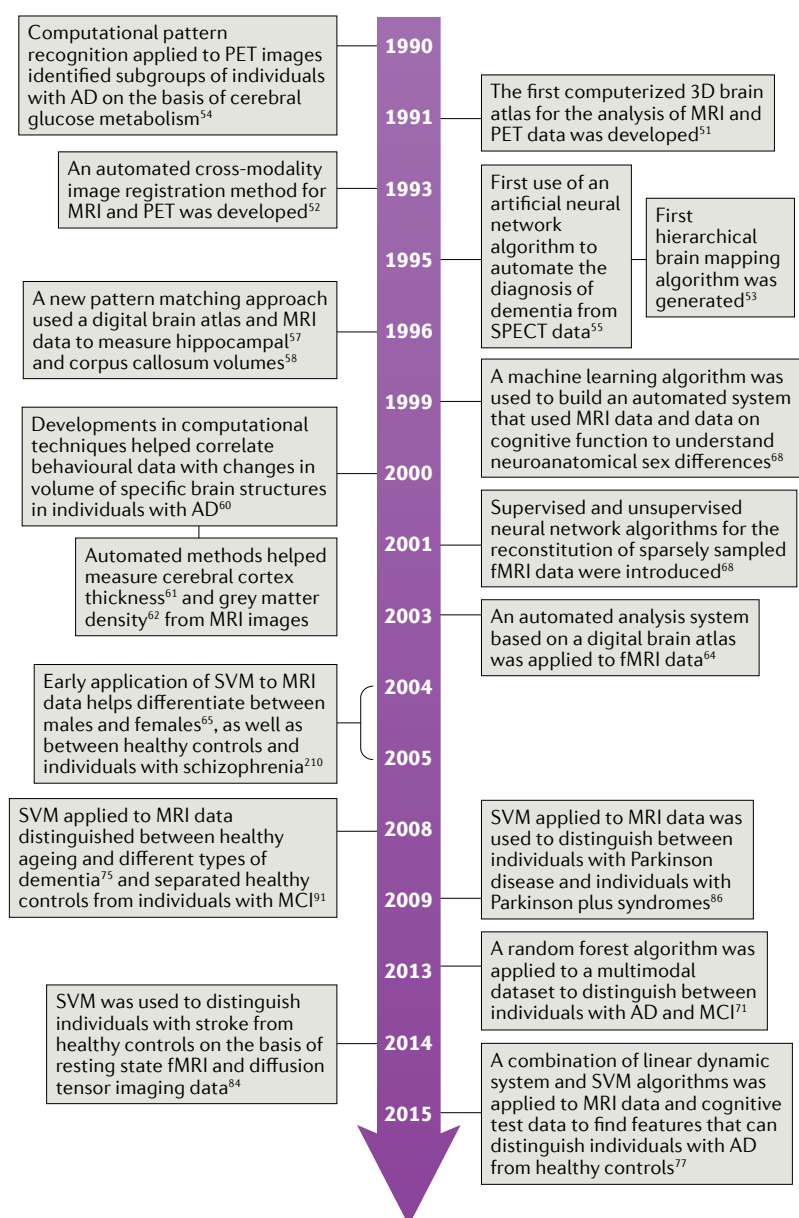 Computational pattern
recognition applied to PET images
identified subgroups of individuals
with AD on the basis of cerebral
glucose metabolism⁵⁴
1990
1991
The first computerized 3D brain
atlas for the analysis of MRI and
PET data was developed⁵¹
An automated cross-modality
image registration method for
MRI and PET was developed⁵²
1993
1995
First use of an
artificial neural
network
algorithm to
automate the
diagnosis of
dementia from
SPECT data⁵⁵
First
hierarchical
brain mapping
algorithm was
generated⁵³
A new pattern matching approach
used a digital brain atlas and MRI
data to measure hippocampal⁵⁷
and corpus callosum volumes⁵⁸
1996
1999
A machine learning algorithm was
used to build an automated system
that used MRI data and data on
cognitive function to understand
neuroanatomical sex differences⁶⁸
Developments in computational
techniques helped correlate
behavioural data with changes in
volume of specific brain structures
in individuals with AD⁶⁰
2000
Automated methods helped
measure cerebral cortex
thickness⁶¹ and grey matter
density⁶² from MRI images
2001
Supervised and unsupervised
neural network algorithms for the
reconstitution of sparsely sampled
fMRI data were introduced⁶⁸
2003
An automated analysis system
based on a digital brain atlas
was applied to fMRI data⁶⁴
Early application of SVM to MRI
data helps differentiate between
males and females⁶⁵, as well as
between healthy controls and
individuals with schizophrenia²¹⁰
2004
2005
SVM applied to MRI data
distinguished between healthy
ageing and different types of
dementia⁷⁵ and separated healthy
controls from individuals with MCI⁹¹
2008
2009
SVM applied to MRI data was
used to distinguish between
individuals with Parkinson
disease and individuals with
Parkinson plus syndromes⁸⁶
2013
A random forest algorithm was
applied to a multimodal
dataset to distinguish between
individuals with AD and MCI⁷¹
SVM was used to distinguish
individuals with stroke from
healthy controls on the basis of
resting state fMRI and diffusion
tensor imaging data⁸⁴
2014
2015
A combination of linear dynamic
system and SVM algorithms was
applied to MRI data and cognitive
test data to find features that can
distinguish individuals with AD
from healthy controls⁷⁷